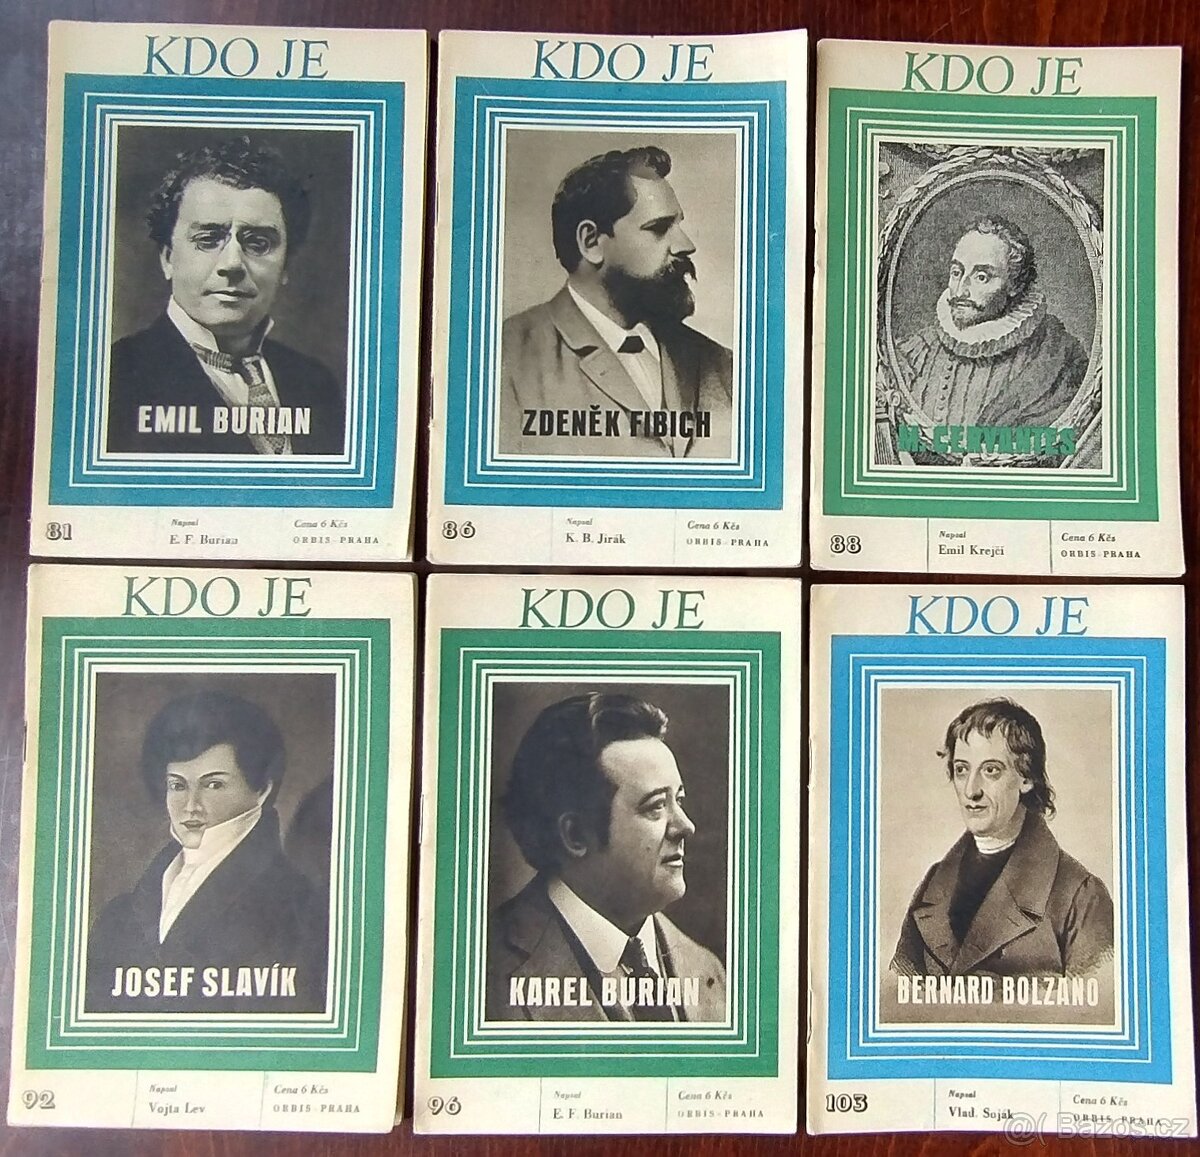 KDO JE
EMIL BURIAN
81
Napsal
E. F. Burian
Cena 6 Kčs
ORBIS-PRAHA
KDO JE
ZDENĚK FIBICH
86
Napsal
K. B. Jirák
Cena 6 Kčs
ORBIS-PRAHA
KDO JE
M. CERVANTES
88
Napsal
Emil Krejčí
Cena 6 Kčs
ORBIS-PRAHA
KDO JE
JOSEF SLAVÍK
92
Napsal
Vojta Lev
Cena 6 Kčs
ORBIS-PRAHA
KDO JE
KAREL BURIAN
96
Napsal
E. F. Burian
Cena 6 Kčs
ORBIS-PRAHA
KDO JE
BERNARD BOLZANO
103
Napsal
Vlad. Soják
Cena 6 Kčs
ORBIS-PRAHA
@( Bazos.cz